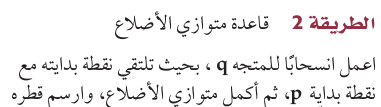 الطريقة 2 قاعدة متوازي الأضلاع
اعمل انسحابًا للمتجه q ، بحيث تلتقي نقطة بدايته مع
نقطة بداية p، ثم أكمل متوازي الأضلاع، وارسم قطره